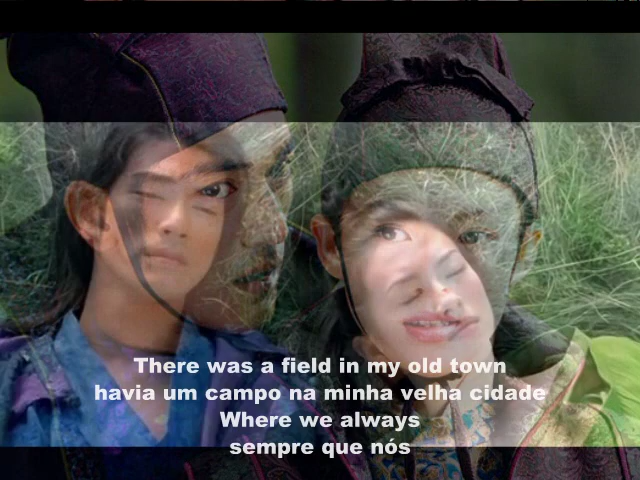 There was a field in my old town
havia um campo na minha velha cidade
Where we always
sempre que nós